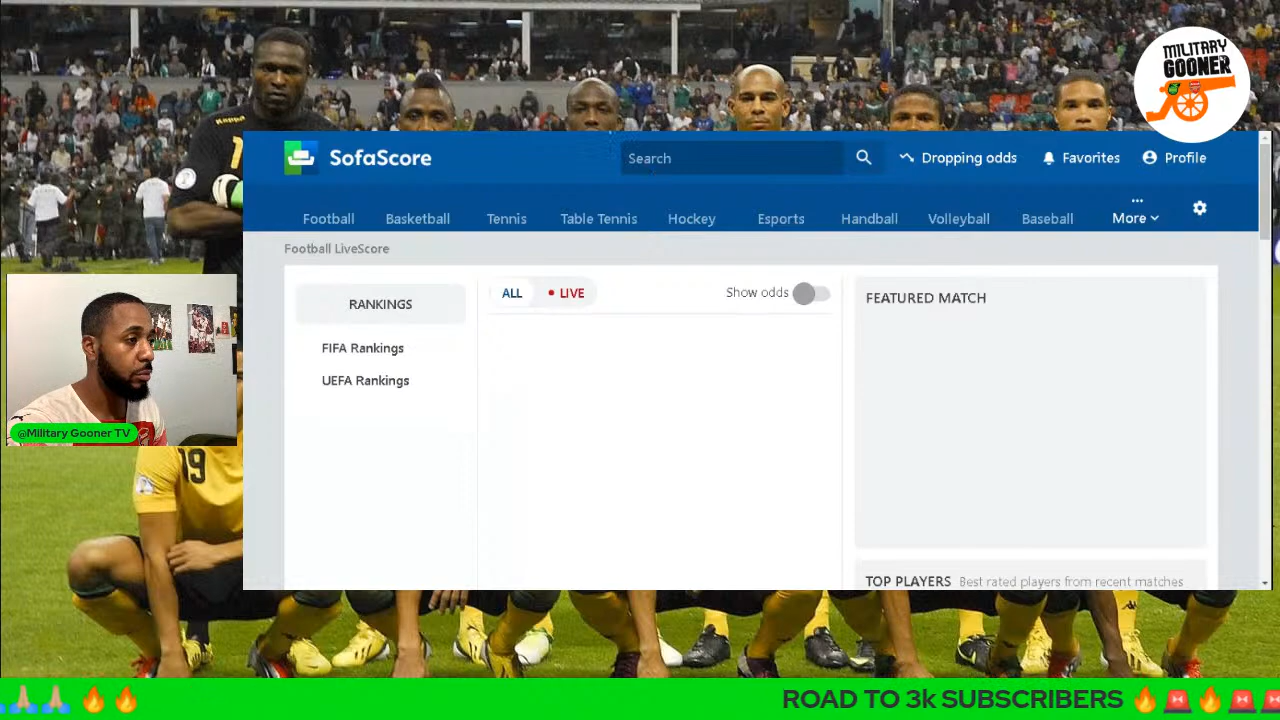 MILITARY
GOONER
SofaScore
Search
Dropping odds
Favorites
Profile
Football
Basketball
Tennis
Table Tennis
Hockey
Esports
Handball
Volleyball
Baseball
More
Football LiveScore
RANKINGS
ALL
LIVE
Show odds
FEATURED MATCH
FIFA Rankings
UEFA Rankings
@Military Gooner TV
19
TOP PLAYERS Best rated players from recent matches
🙏🏽 🙏🏽 🔥 🔥 ROAD TO 3k SUBSCRIBERS 🔥🚨🔥🚨🚨